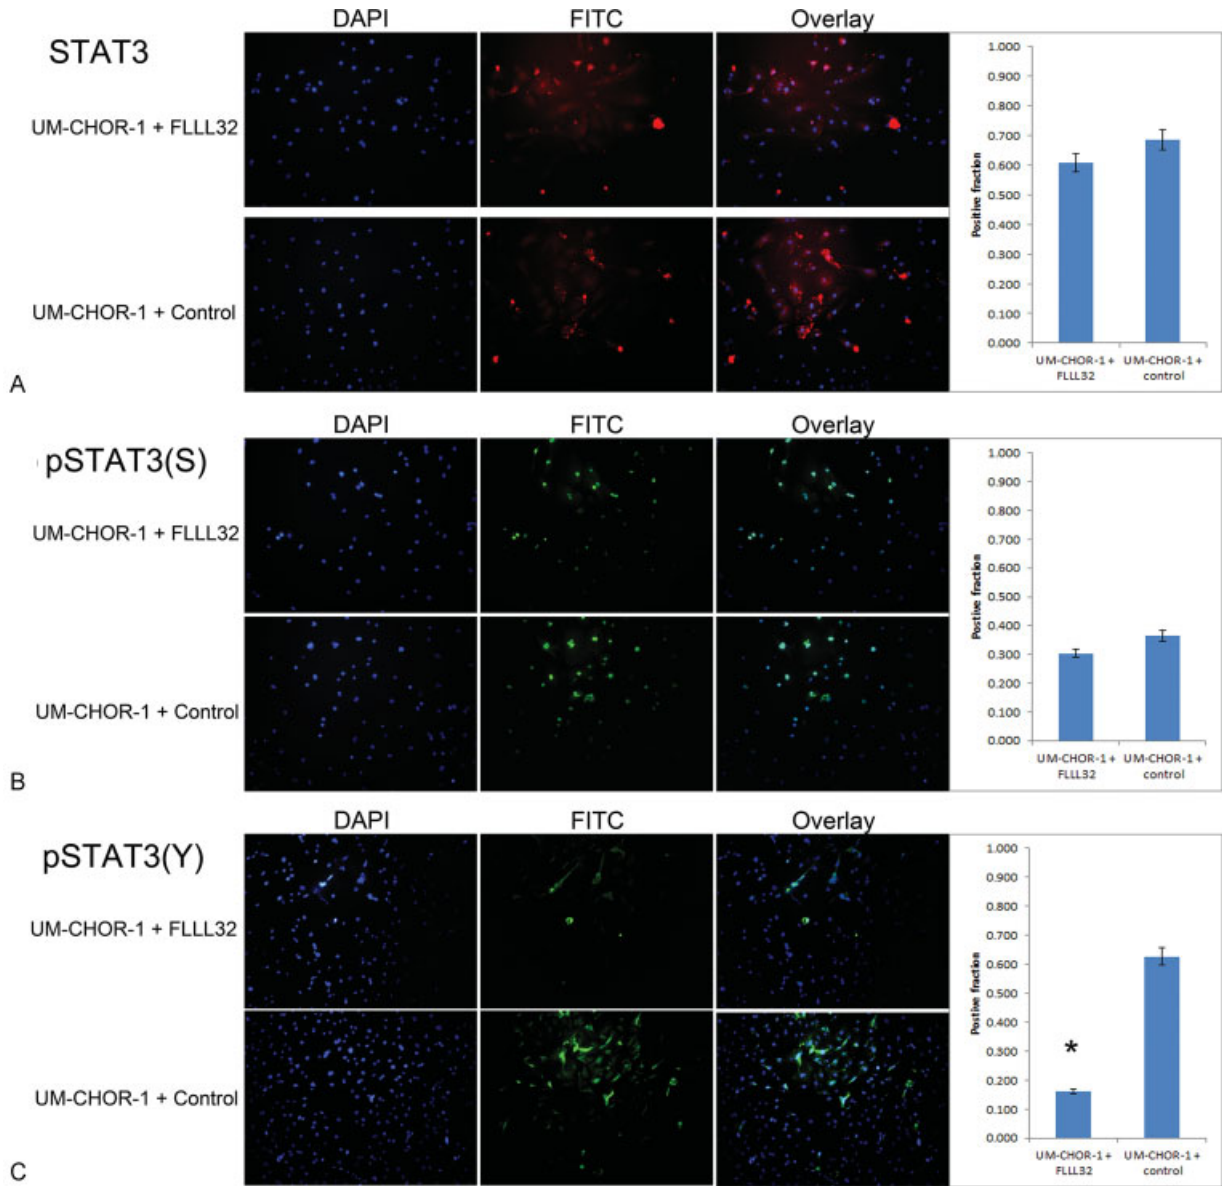 DAPI FITC Overlay
STAT3
UM-CHOR-1 + FLLL32
UM-CHOR-1 + Control
A
Positive fraction
1.000
0.900
0.800
0.700
0.600
0.500
0.400
0.300
0.200
0.100
0.000
UM-CHOR-1 + FLLL32
UM-CHOR-1 + control
DAPI FITC Overlay
pSTAT3(S)
UM-CHOR-1 + FLLL32
UM-CHOR-1 + Control
B
Postive fraction
1.000
0.900
0.800
0.700
0.600
0.500
0.400
0.300
0.200
0.100
0.000
UM-CHOR-1 + FLLL32
UM-CHOR-1 + control
DAPI FITC Overlay
pSTAT3(Y)
UM-CHOR-1 + FLLL32
UM-CHOR-1 + Control
C
Postive fraction
1.000
0.900
0.800
0.700
0.600
0.500
0.400
0.300
0.200
0.100
0.000
*
UM-CHOR-1 + FLLL32
UM-CHOR-1 + control